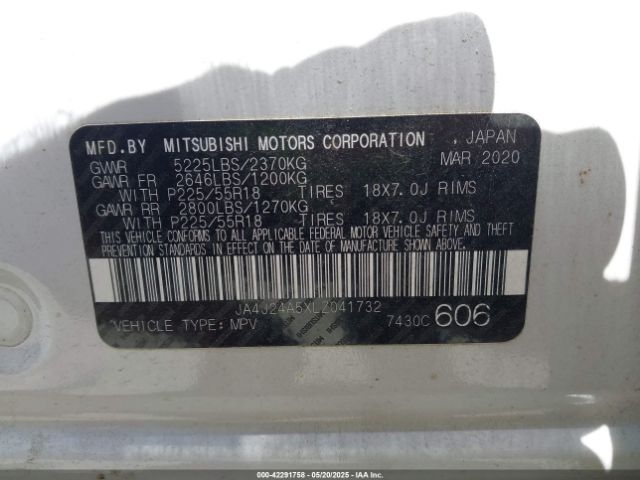 MFD.BY MITSUBISHI MOTORS CORPORATION , JAPAN
GVWR 5225LBS/2370KG MAR 2020
GAWR FR 2646LBS/1200KG
WITH P225/55R18 TIRES 18X7.0J RIMS
GAWR RR 2800LBS/1270KG
WITH P225/55R18 TIRES 18X7.0J RIMS
THIS VEHICLE CONFORMS TO ALL APPLICABLE FEDERAL MOTOR VEHICLE SAFETY AND THEFT
PREVENTION STANDARDS IN EFFECT ON THE DATE OF MANUFACTURE SHOWN ABOVE.
JA4J24A5XLZ041732
VEHICLE TYPE: MPV 7430C 606
000-42291758 - 05/20/2025 - IAAI.COM